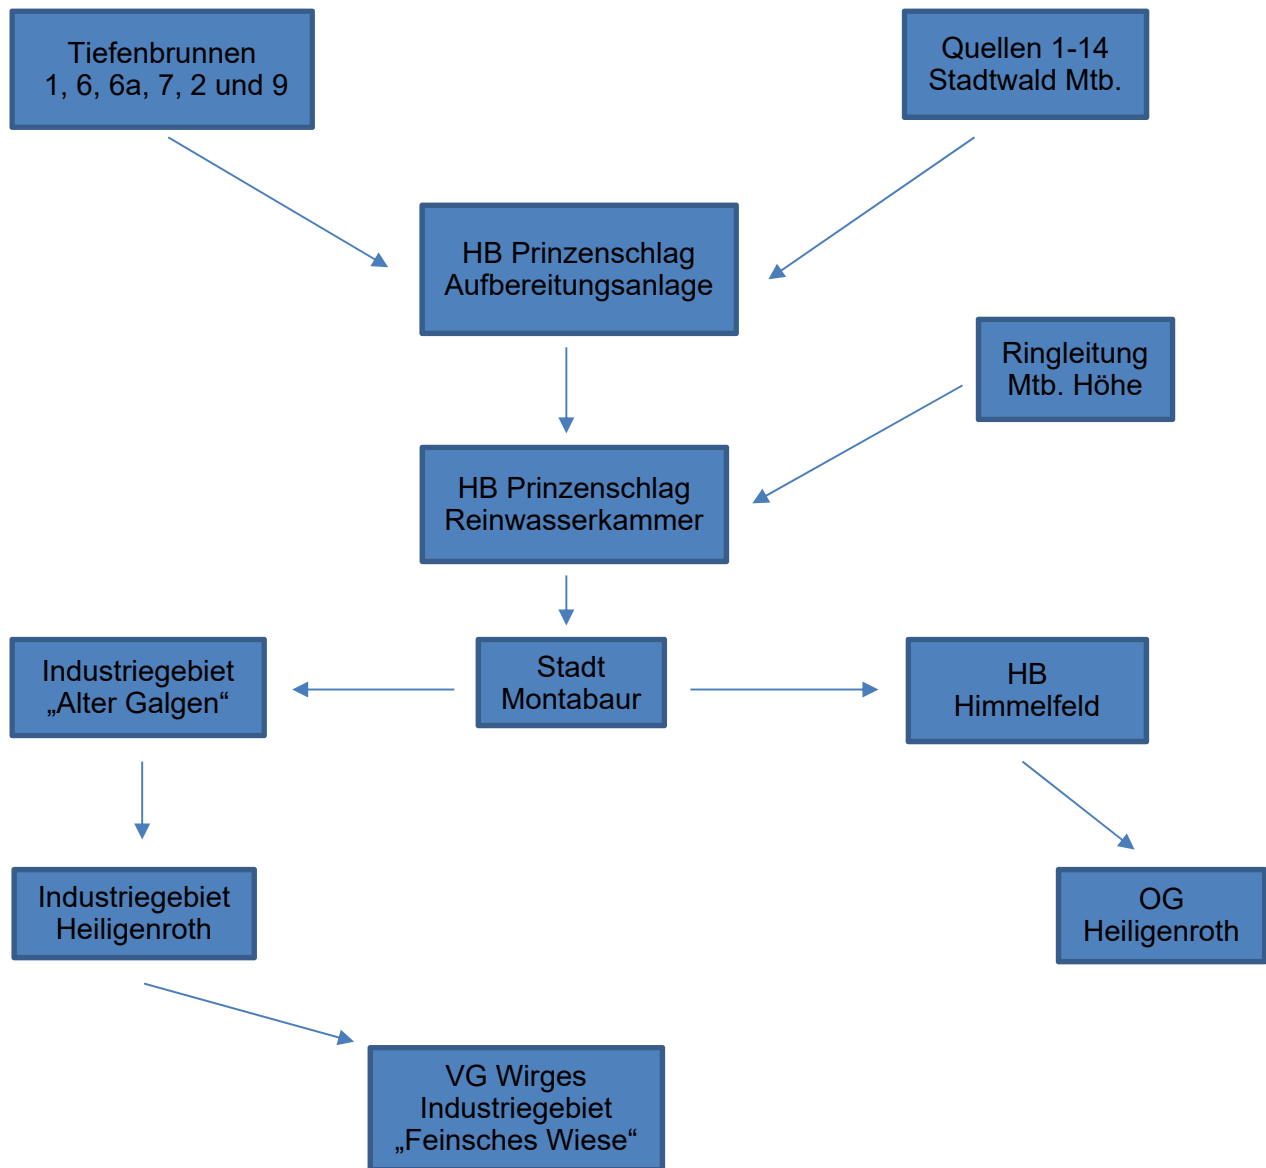 Tiefenbrunnen
1, 6, 6a, 7, 2 und 9
Quellen 1-14
Stadtwald Mtb.
HB Prinzenschlag
Aufbereitungsanlage
Ringleitung
Mtb. Höhe
HB Prinzenschlag
Reinwasserkammer
Industriegebiet
„Alter Galgen“
Stadt
Montabaur
HB
Himmelfeld
Industriegebiet
Heiligenroth
OG
Heiligenroth
VG Wirges
Industriegebiet
„Feinsches Wiese“